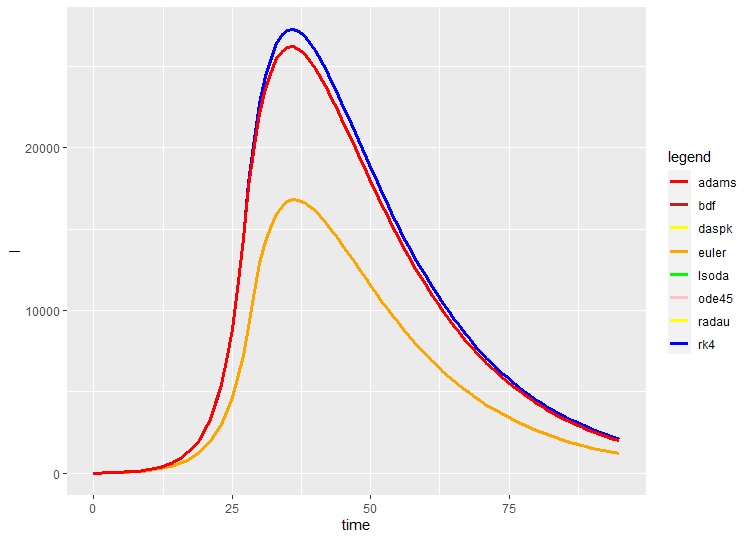 20000
10000
0
I
0
25
50
75
time
legend
adams
bdf
daspk
euler
lsoda
ode45
radau
rk4